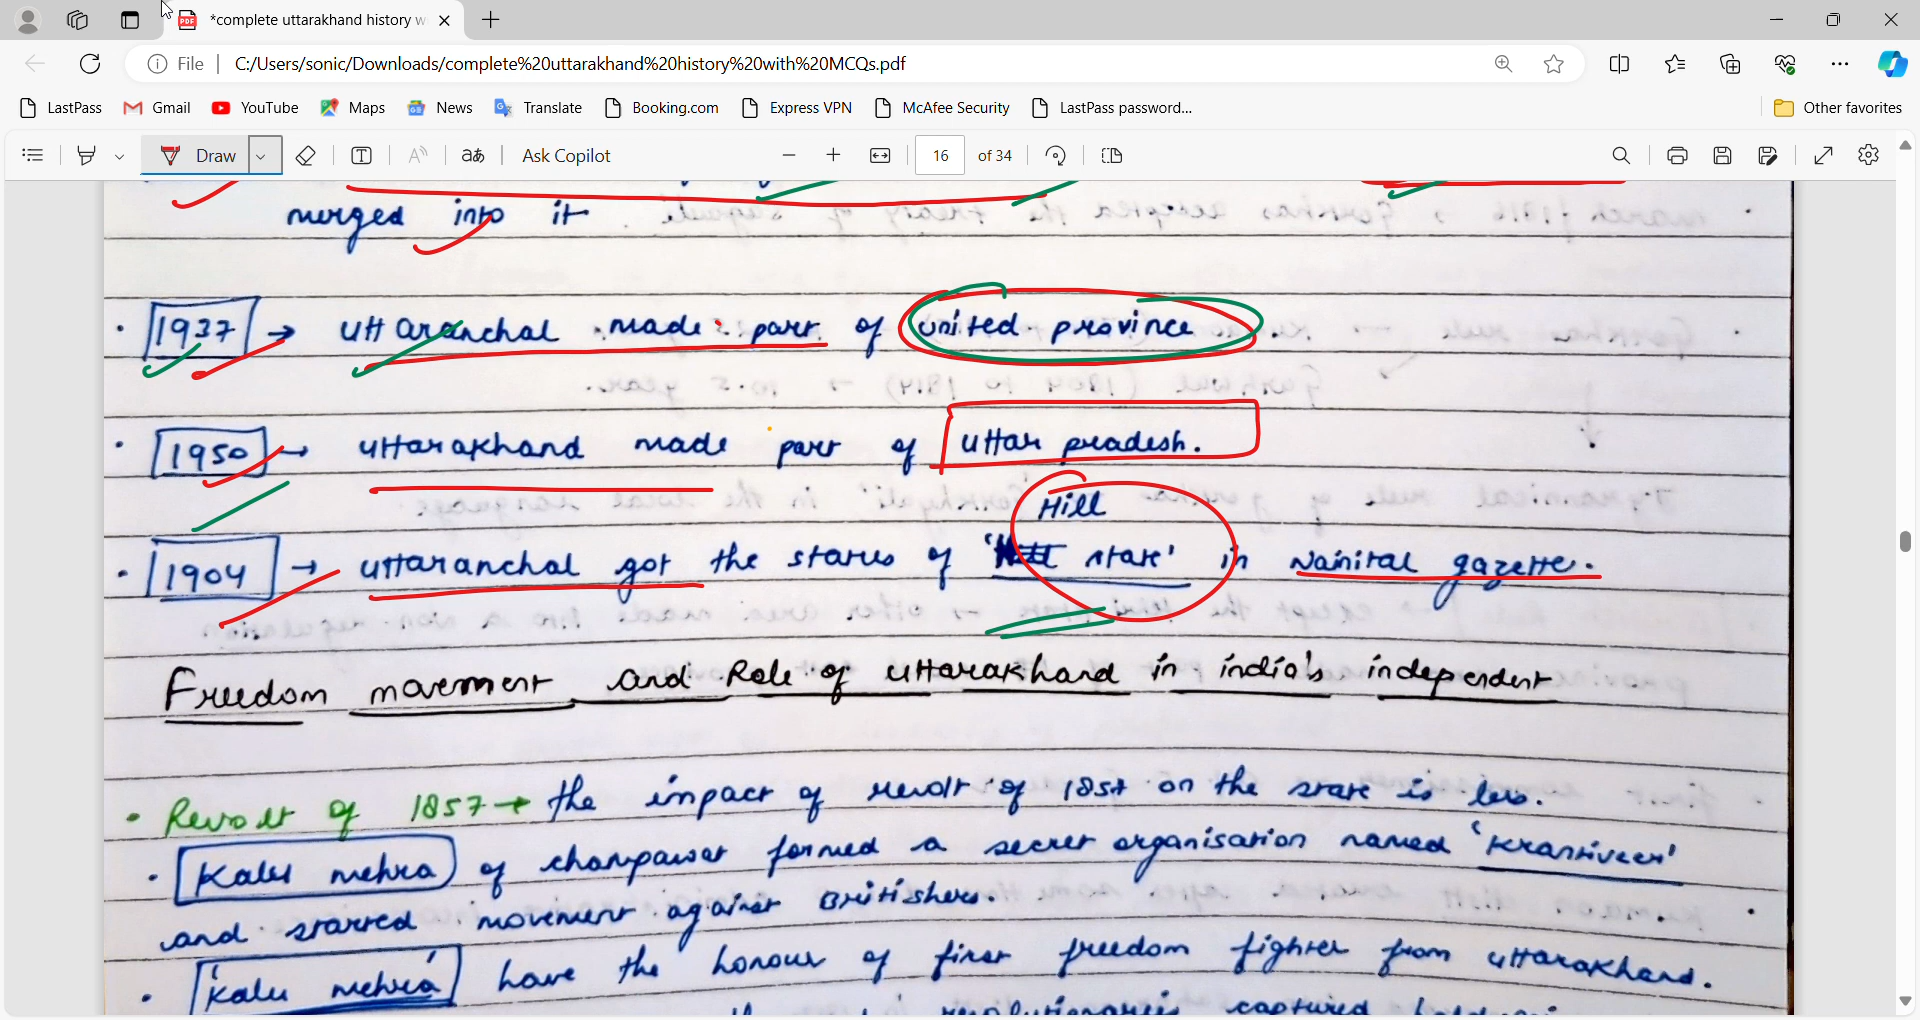 *complete uttarakhand history w
File
C:/Users/sonic/Downloads/complete%20uttarakhand%20history%20with%20MCQs.pdf
LastPass Gmail YouTube Maps News Translate Booking.com Express VPN McAfee Security LastPass password... Other favorites
Draw Ask Copilot 16 of 34
merged into it
• 1937 → Uttaranchal made part of united province.
• 1950 → Uttarakhand made part of Uttar pradesh.
Hill
• 1904 → Uttaranchal got the status of ' state' in Nainital gazette.
Freedom movement and Role of uttarakhand in india's independent
• Revolt of 1857 → the impact of revolt of 1857 on the state is less.
• Kalu mehra of champawat formed a secret organisation named 'krantiveer'
and started movement against Britishers.
• 'Kalu mehra' have the honour of first freedom fighter from uttarakhand.
captured